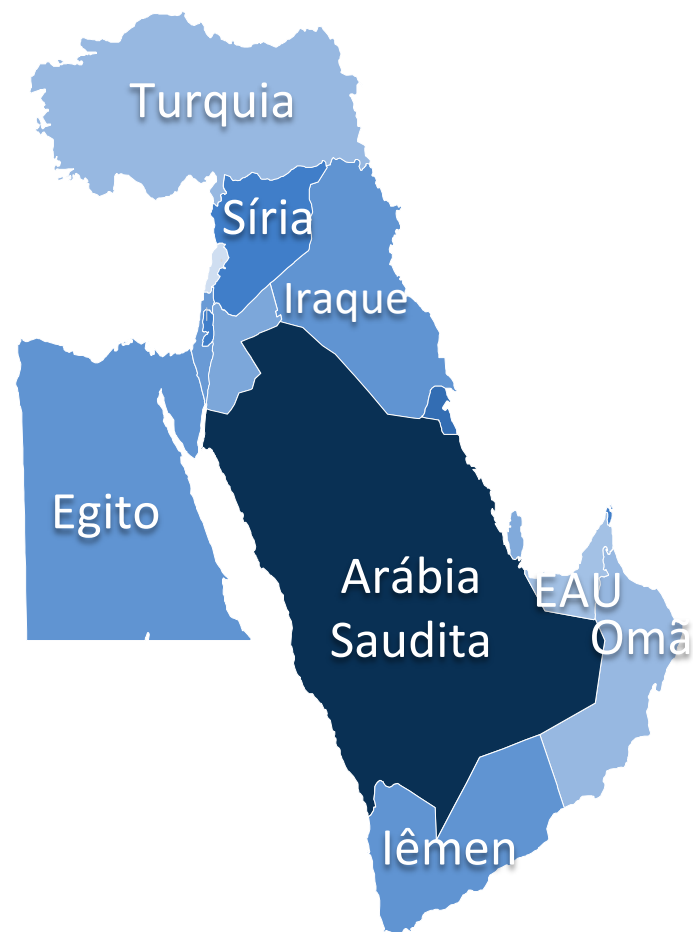 Turquia
Síria
Iraque
Egito
Arábia
Saudita
EAU
Omã
Iêmen